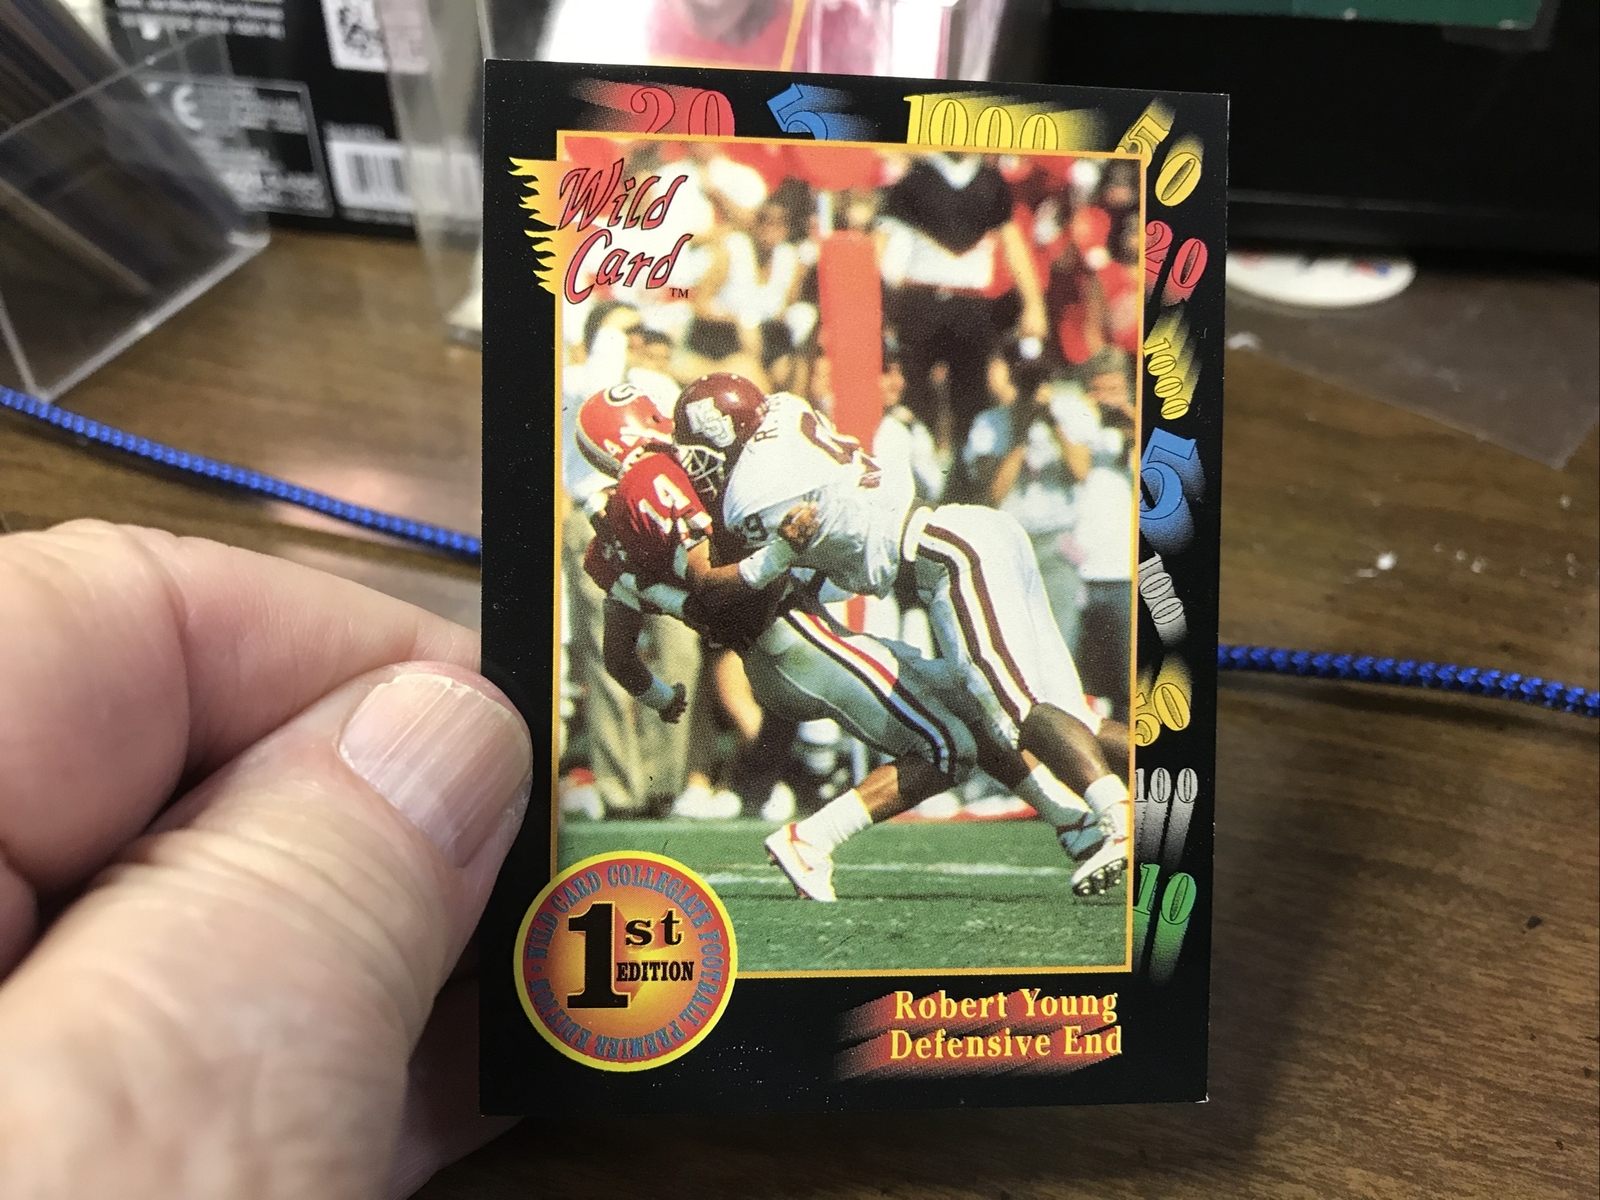 20 5 1000 50
Wild
Card
TM
20
1000
5
100
50
100
10
G
14
WILD CARD COLLEGIATE FOOTBALL PREMIER EDITION
1st
EDITION
Robert Young
Defensive End